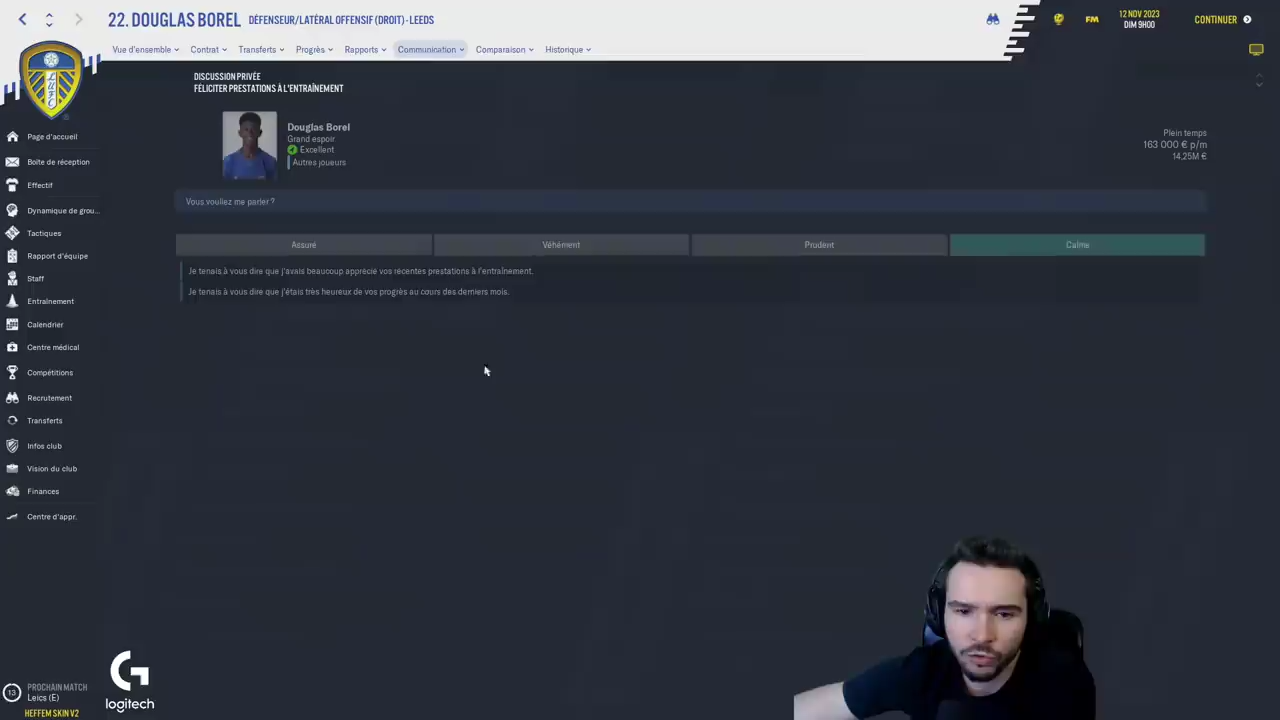 22. DOUGLAS BOREL DÉFENSEUR/LATÉRAL OFFENSIF (DROIT) - LEEDS
FM
12 NOV 2023
DIM 9H00
CONTINUER
Vue d'ensemble
Contrat
Transferts
Progrès
Rapports
Communication
Comparaison
Historique
DISCUSSION PRIVÉE
FÉLICITER PRESTATIONS À L'ENTRAÎNEMENT
Douglas Borel
Grand espoir
Excellent
Autres joueurs
Plein temps
163 000 € p/m
14,25M €
Vous vouliez me parler ?
Assuré
Véhément
Prudent
Calme
Je tenais à vous dire que j'avais beaucoup apprécié vos récentes prestations à l'entraînement.
Je tenais à vous dire que j'étais très heureux de vos progrès au cours des derniers mois.
Page d'accueil
Boîte de réception
Effectif
Dynamique de grou...
Tactiques
Rapport d'équipe
Staff
Entraînement
Calendrier
Centre médical
Compétitions
Recrutement
Transferts
Infos club
Vision du club
Finances
Centre d'appr.
13
PROCHAIN MATCH
Leics (E)
HEFFEM SKIN V2
logitech